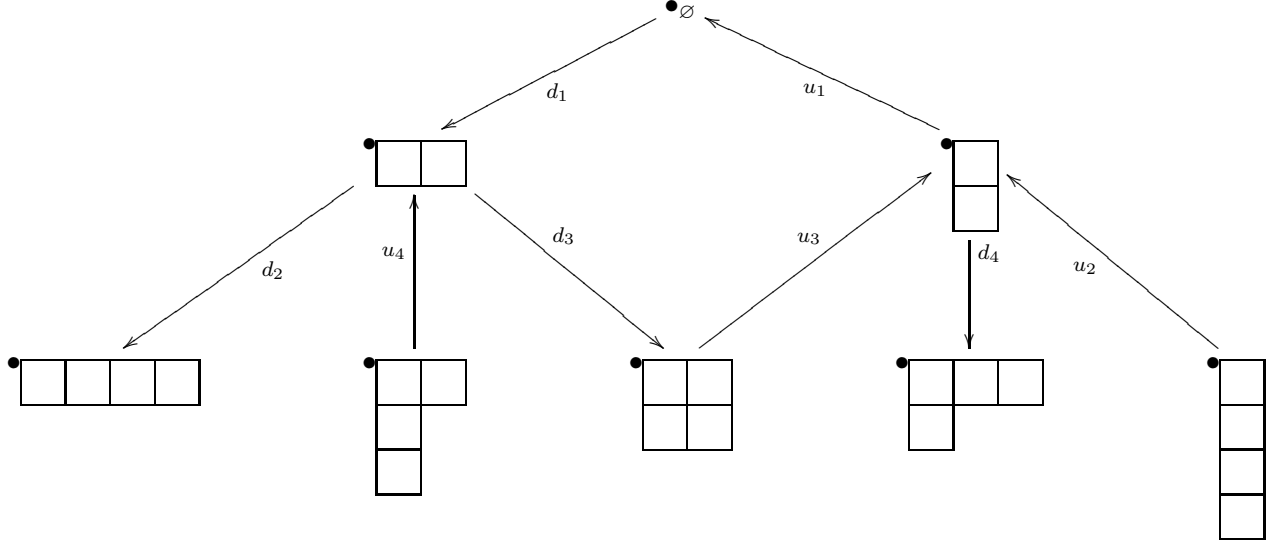 ∅
d₁
u₁
u₄
d₃
u₃
d₄
d₂
u₂